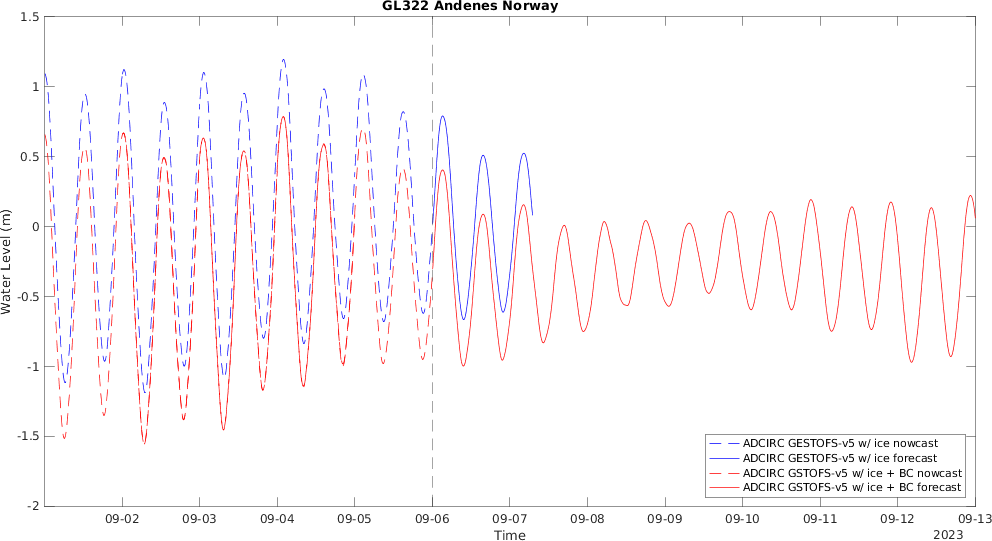 GL322 Andenes Norway
1.5
1
0.5
0
-0.5
-1
-1.5
-2
Water Level (m)
ADCIRC GESTOFS-v5 w/ ice nowcast
ADCIRC GESTOFS-v5 w/ ice forecast
ADCIRC GSTOFS-v5 w/ ice + BC nowcast
ADCIRC GSTOFS-v5 w/ ice + BC forecast
09-02 09-03 09-04 09-05 09-06 09-07 09-08 09-09 09-10 09-11 09-12 09-13
Time
2023